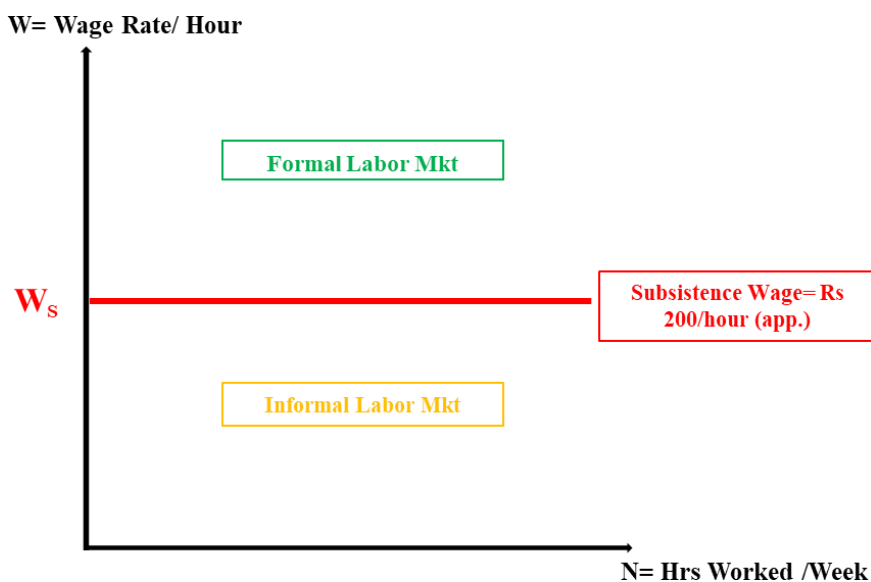 W= Wage Rate/ Hour
Formal Labor Mkt
Ws
Subsistence Wage= Rs
200/hour (app.)
Informal Labor Mkt
N= Hrs Worked /Week